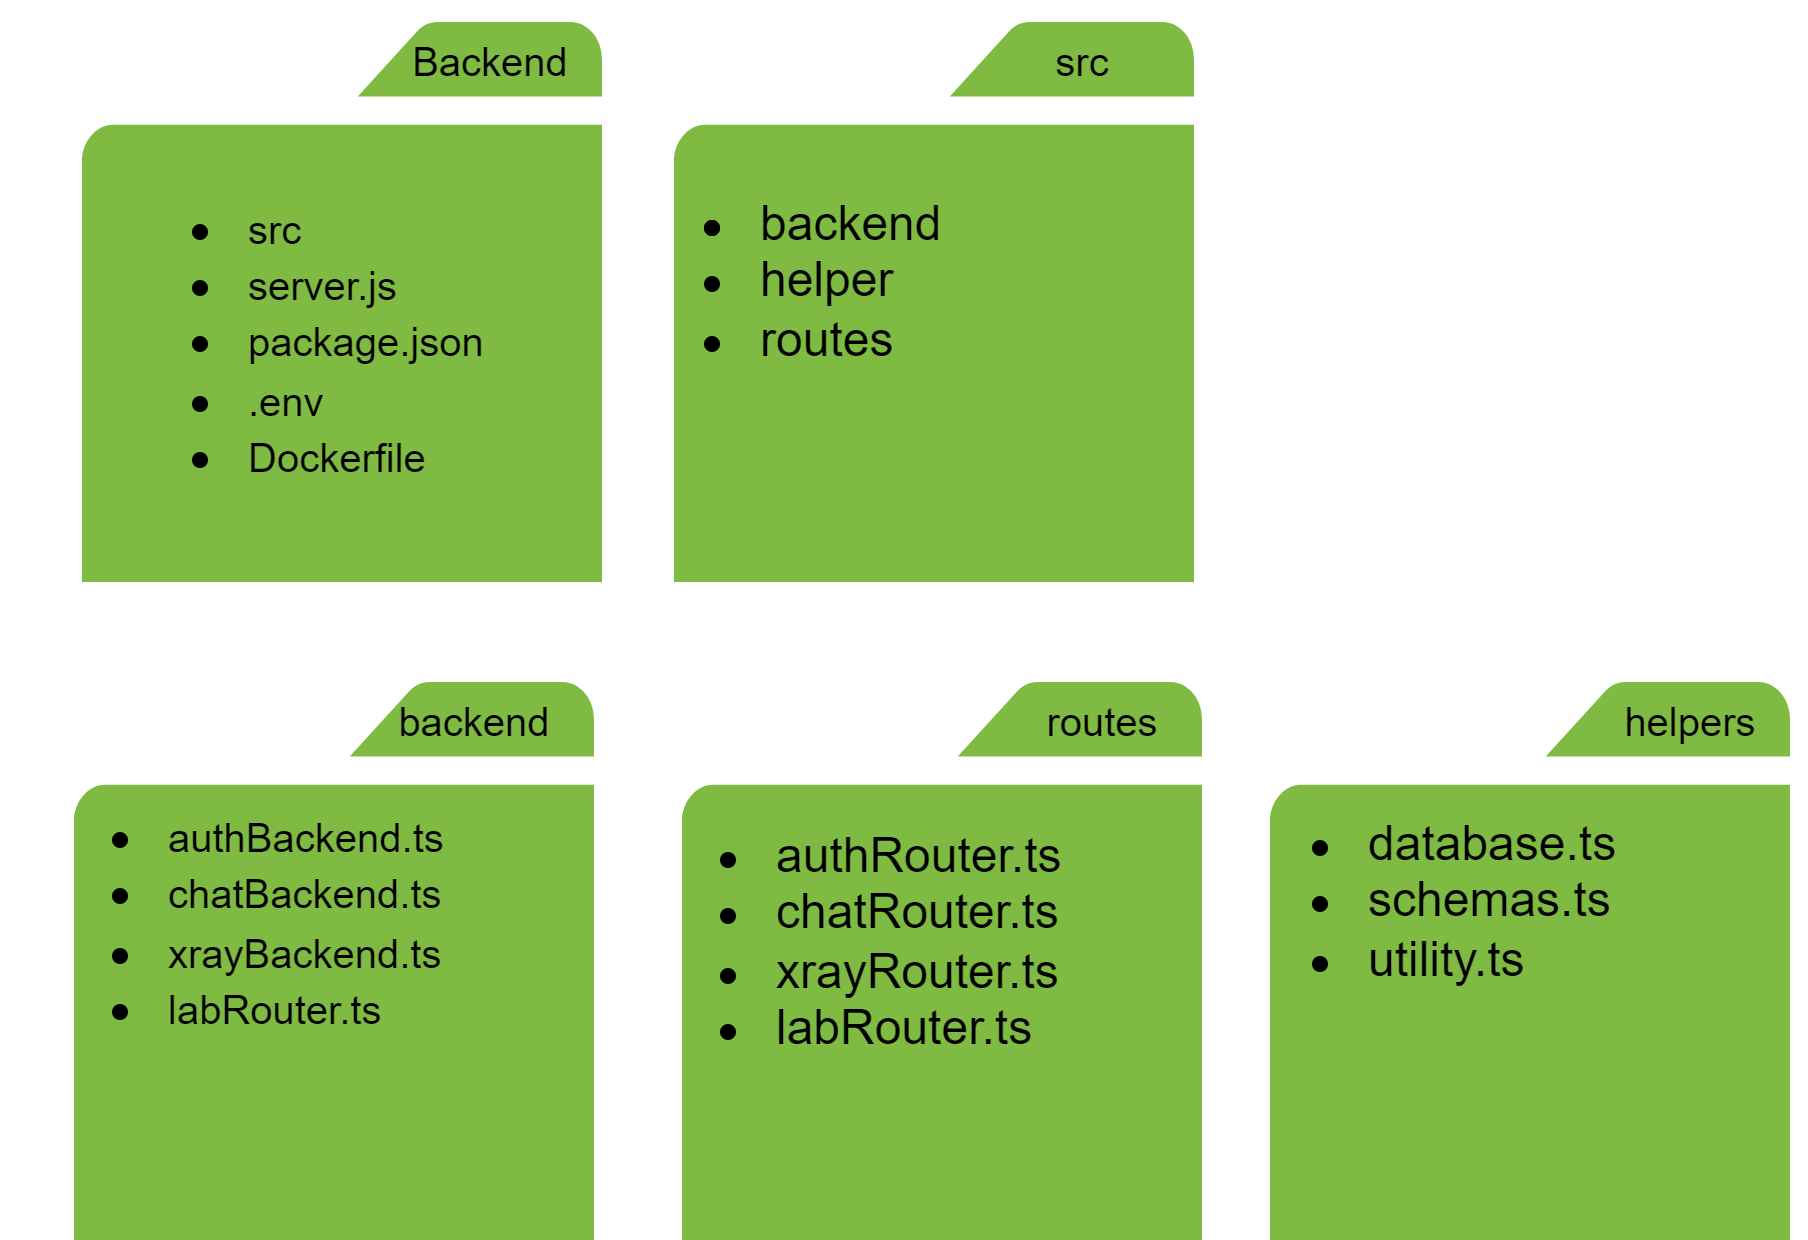 Backend
src
server.js
package.json
.env
Dockerfile
src
backend
helper
routes
backend
authBackend.ts
chatBackend.ts
xrayBackend.ts
labRouter.ts
routes
authRouter.ts
chatRouter.ts
xrayRouter.ts
labRouter.ts
helpers
database.ts
schemas.ts
utility.ts